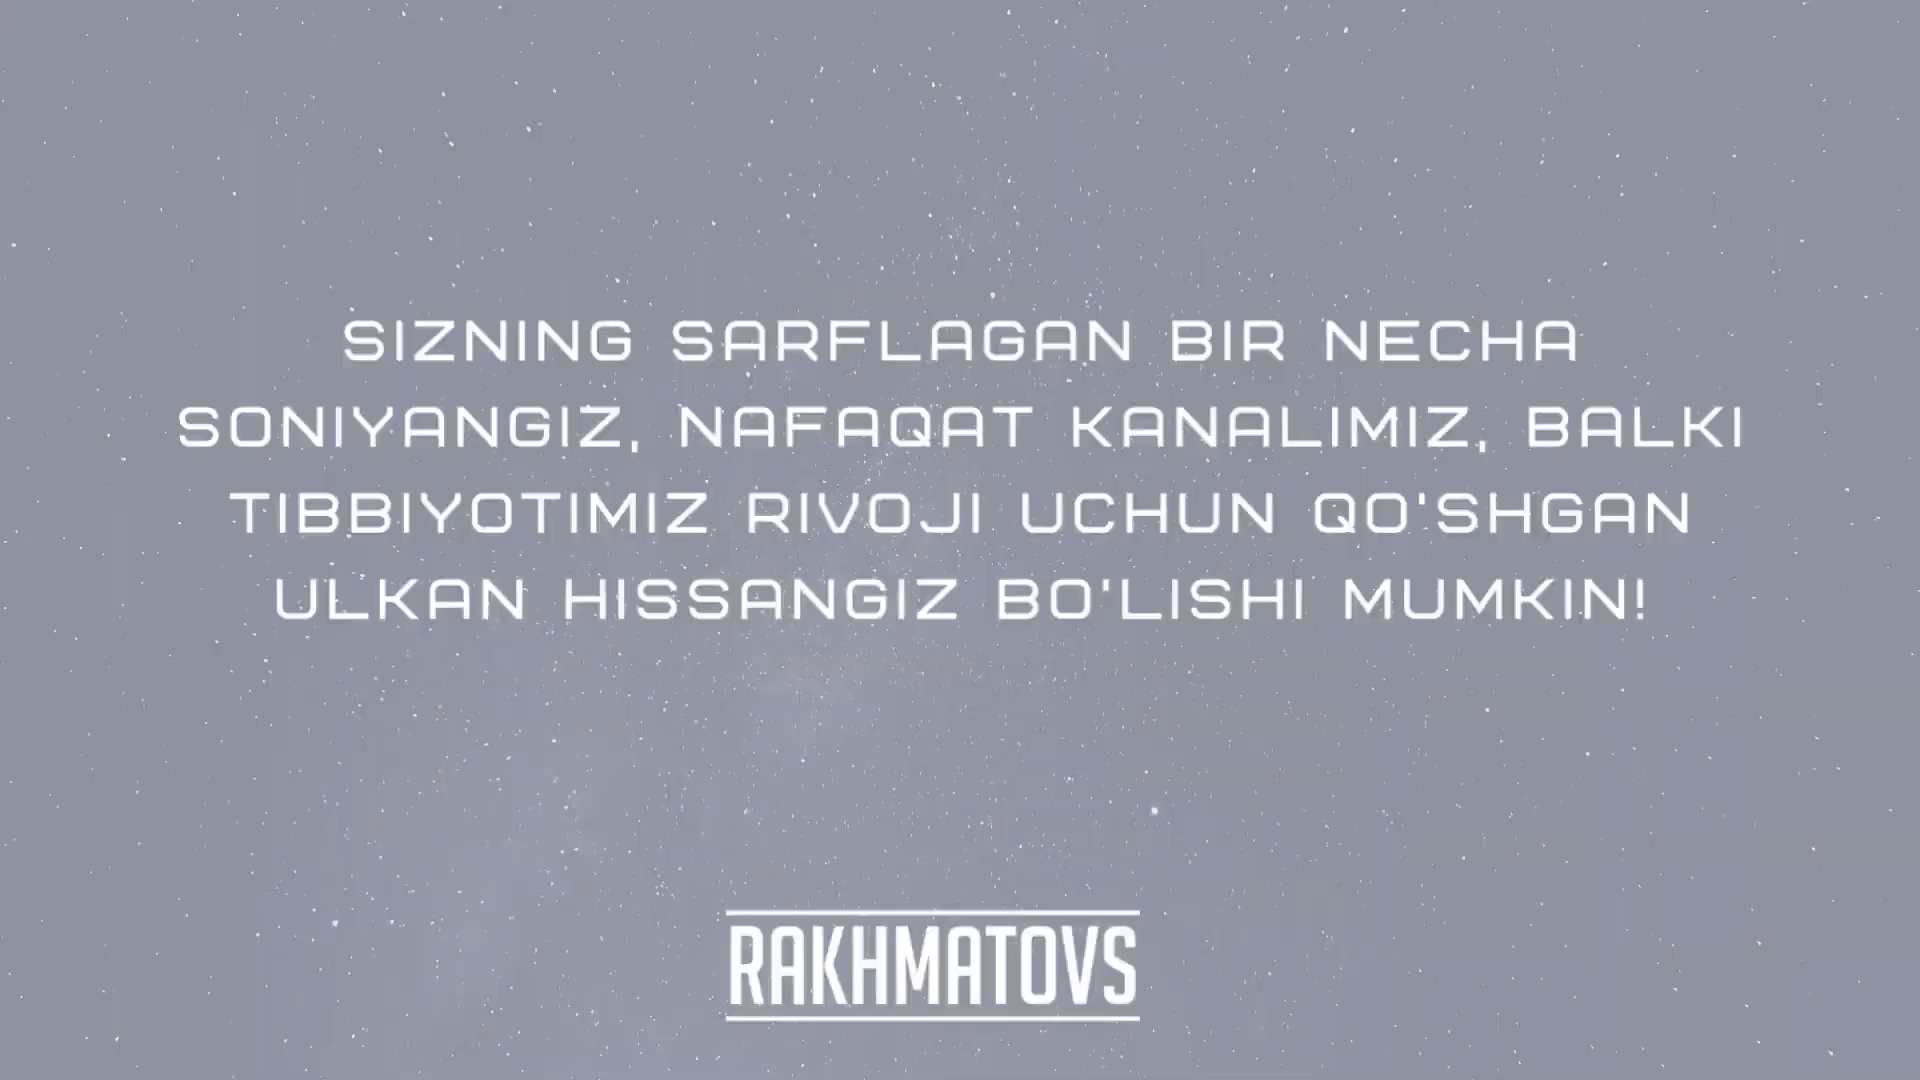 SIZNING SARFLAGAN BIR NECHA
SONIYANGIZ, NAFAQAT KANALIMIZ, BALKI
TIBBIYOTIMIZ RIVOJI UCHUN QO'SHGAN
ULKAN HISSANGIZ BO'LISHI MUMKIN!
RAKHMATOVS